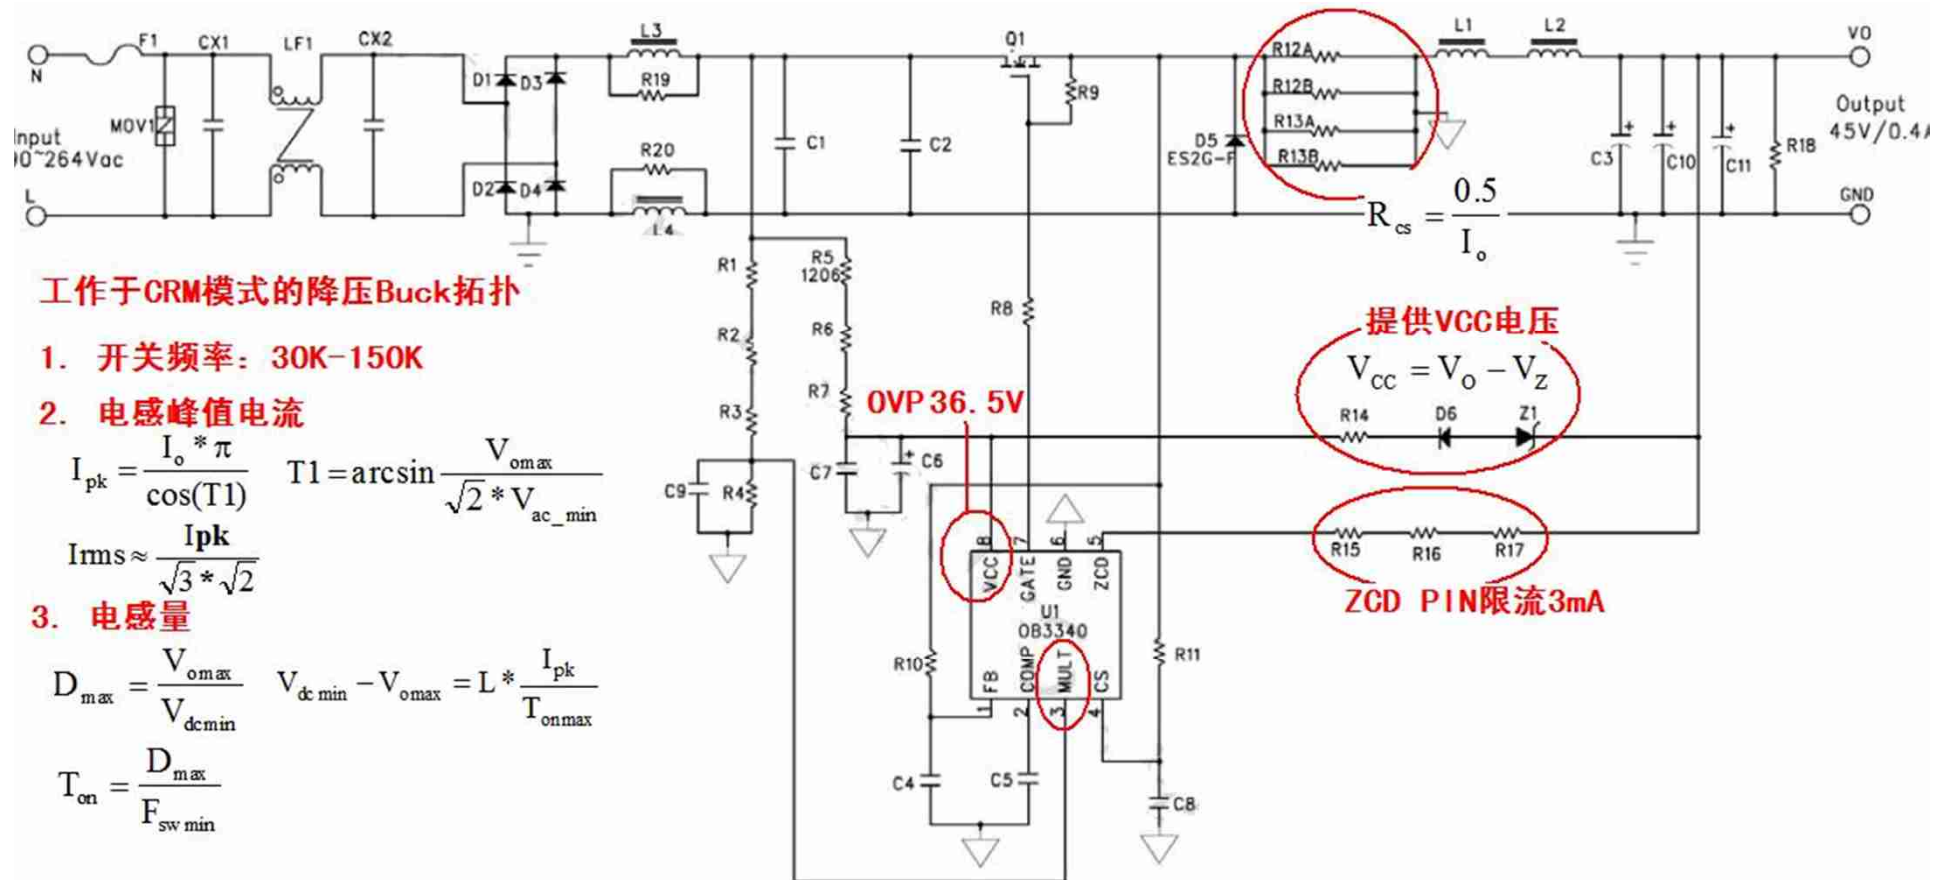 F1
CX1
LF1
CX2
L3
Q1
R12A
L1
L2
VO
N
D1
D3
R19
R9
R12B
Output
45V/0.4A
MOV1
Input
90~264Vac
C1
C2
D5
ES2G-F
R13A
R13B
C3
C10
C11
R18
R20
L
D2
D4
L4
GND
Rcs = 0.5 / Io
工作于CRM模式的降压Buck拓扑
1. 开关频率：30K-150K
2. 电感峰值电流
Ipk = Io * π / cos(T1)
T1 = arcsin Vomax / √2 * Vac_min
Irms ≈ Ipk / √3 * √2
3. 电感量
Dmax = Vomax / Vdcmin
Vdcmin − Vomax = L * Ipk / Tonmax
Ton = Dmax / Fswmin
R1
R5
1206
R2
R6
R8
R3
R7
OVP 36.5V
提供VCC电压
VCC = VO − VZ
R14
D6
Z1
C9
R4
C7
C6
R15
R16
R17
ZCD PIN限流3mA
8
7
6
5
VCC
GATE
GND
ZCD
U1
OB3340
R10
R11
FB
COMP
MULT
CS
1
2
3
4
C4
C5
C8